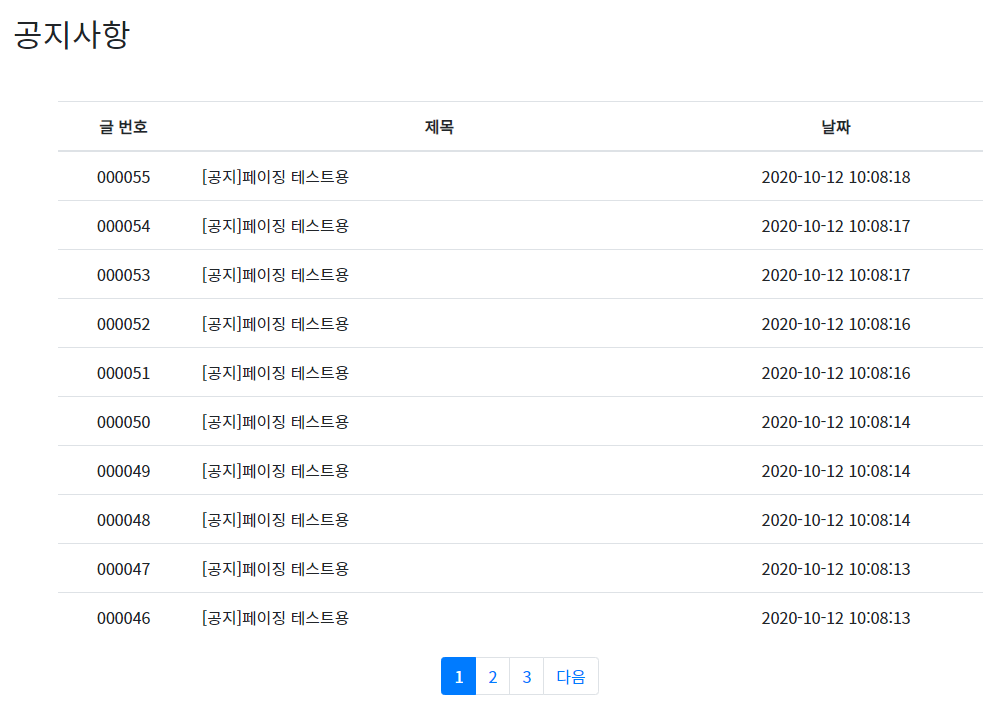 공지사항
글 번호 제목 날짜
000055 [공지]페이징 테스트용 2020-10-12 10:08:18
000054 [공지]페이징 테스트용 2020-10-12 10:08:17
000053 [공지]페이징 테스트용 2020-10-12 10:08:17
000052 [공지]페이징 테스트용 2020-10-12 10:08:16
000051 [공지]페이징 테스트용 2020-10-12 10:08:16
000050 [공지]페이징 테스트용 2020-10-12 10:08:14
000049 [공지]페이징 테스트용 2020-10-12 10:08:14
000048 [공지]페이징 테스트용 2020-10-12 10:08:14
000047 [공지]페이징 테스트용 2020-10-12 10:08:13
000046 [공지]페이징 테스트용 2020-10-12 10:08:13
1 2 3 다음